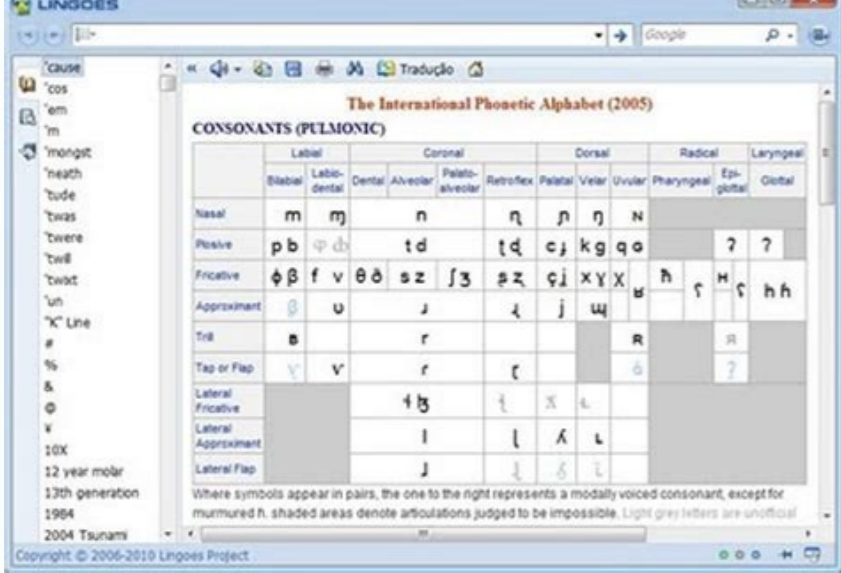 LINGOES
Google
'cause
'cos
'em
'm
'mongst
'neath
'tude
'twas
'twere
'twill
'twixt
'un
"K" Line
#
%
&
@
¥
10X
12 year molar
13th generation
1984
2004 Tsunami
Tradução
The International Phonetic Alphabet (2005)
CONSONANTS (PULMONIC)
Labial Coronal Dorsal Radical Laryngeal
Bilabial Labio-dental Dental Alveolar Palato-alveolar Retroflex Palatal Velar Uvular Pharyngeal Epi-glottal Glottal
Nasal m ɱ n ɳ ɲ ŋ ɴ
Plosive p b ȹ ȸ t d ʈ ɖ c ɟ k ɡ q ɢ ʡ ʔ
Fricative ɸ β f v θ ð s z ʃ ʒ ʂ ʐ ç ʝ x ɣ χ ʁ ħ ʕ ʜ ʢ h ɦ
Approximant β ʋ ɹ ɻ j ɰ
Trill ʙ r ʀ ᴙ
Tap or Flap ⱱ ɾ ɽ
Lateral Fricative ɬ ɮ
Lateral Approximant l ɭ ʎ ʟ
Lateral Flap ɺ
Where symbols appear in pairs, the one to the right represents a modally voiced consonant, except for
murmured ɦ. shaded areas denote articulations judged to be impossible. Light grey letters are unofficial
Copyright © 2006-2010 Lingoes Project